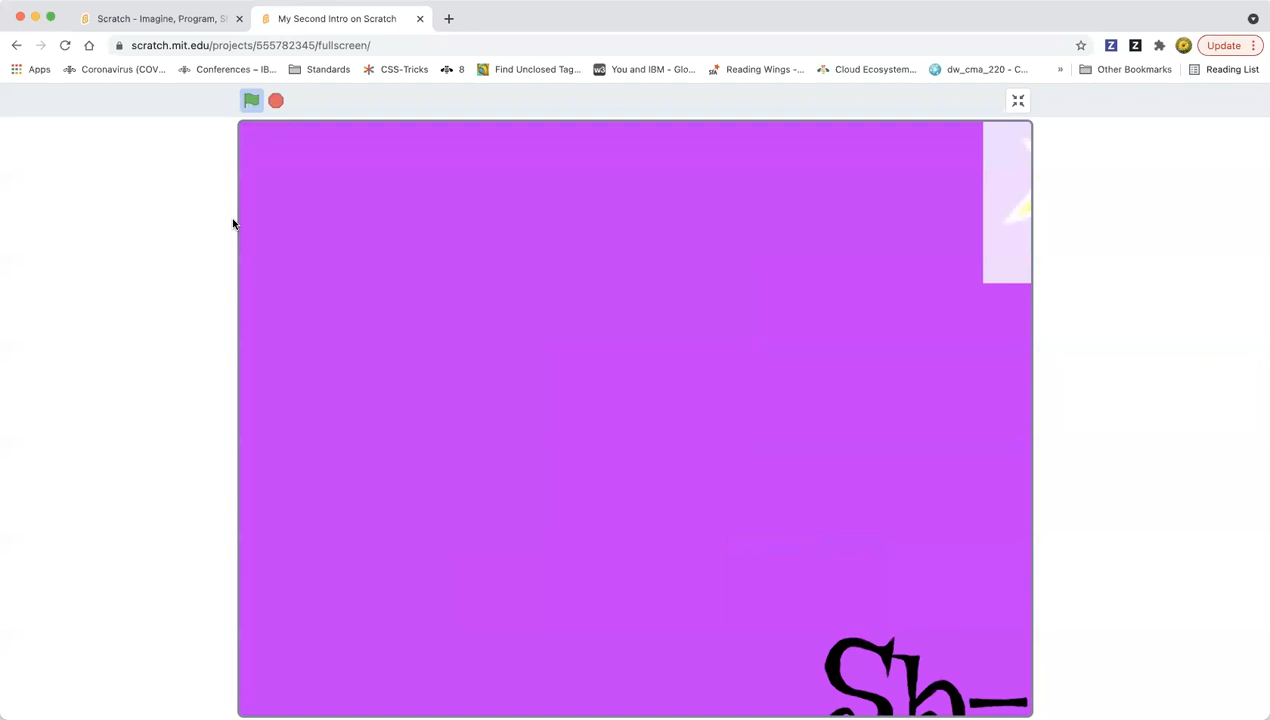 Scratch - Imagine, Program, S
My Second Intro on Scratch
scratch.mit.edu/projects/555782345/fullscreen/
Update
Apps
Coronavirus (COV...
Conferences – IB...
Standards
CSS-Tricks
8
Find Unclosed Tag...
You and IBM - Glo...
Reading Wings -...
Cloud Ecosystem...
dw_cma_220 - C...
»
Other Bookmarks
Reading List
Sh–